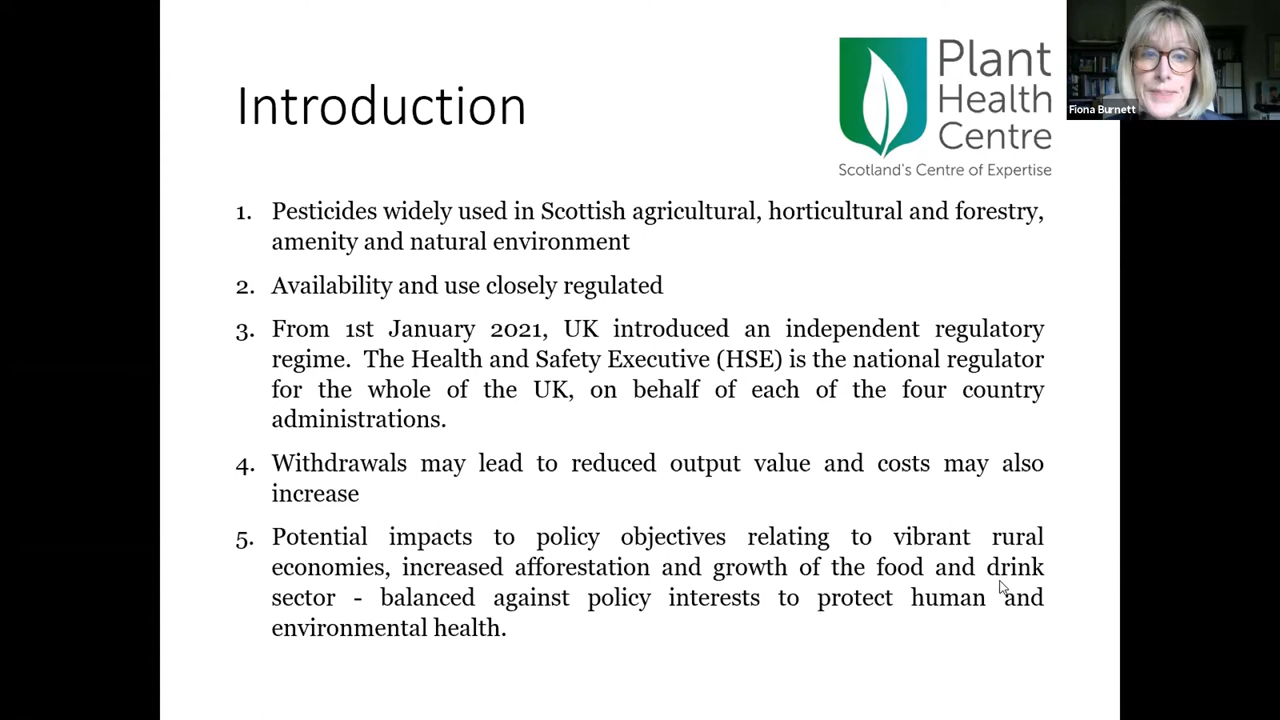 Introduction
Plant
Health
Centre
Scotland's Centre of Expertise
Fiona Burnett
1. Pesticides widely used in Scottish agricultural, horticultural and forestry,
amenity and natural environment
2. Availability and use closely regulated
3. From 1st January 2021, UK introduced an independent regulatory
regime. The Health and Safety Executive (HSE) is the national regulator
for the whole of the UK, on behalf of each of the four country
administrations.
4. Withdrawals may lead to reduced output value and costs may also
increase
5. Potential impacts to policy objectives relating to vibrant rural
economies, increased afforestation and growth of the food and drink
sector - balanced against policy interests to protect human and
environmental health.